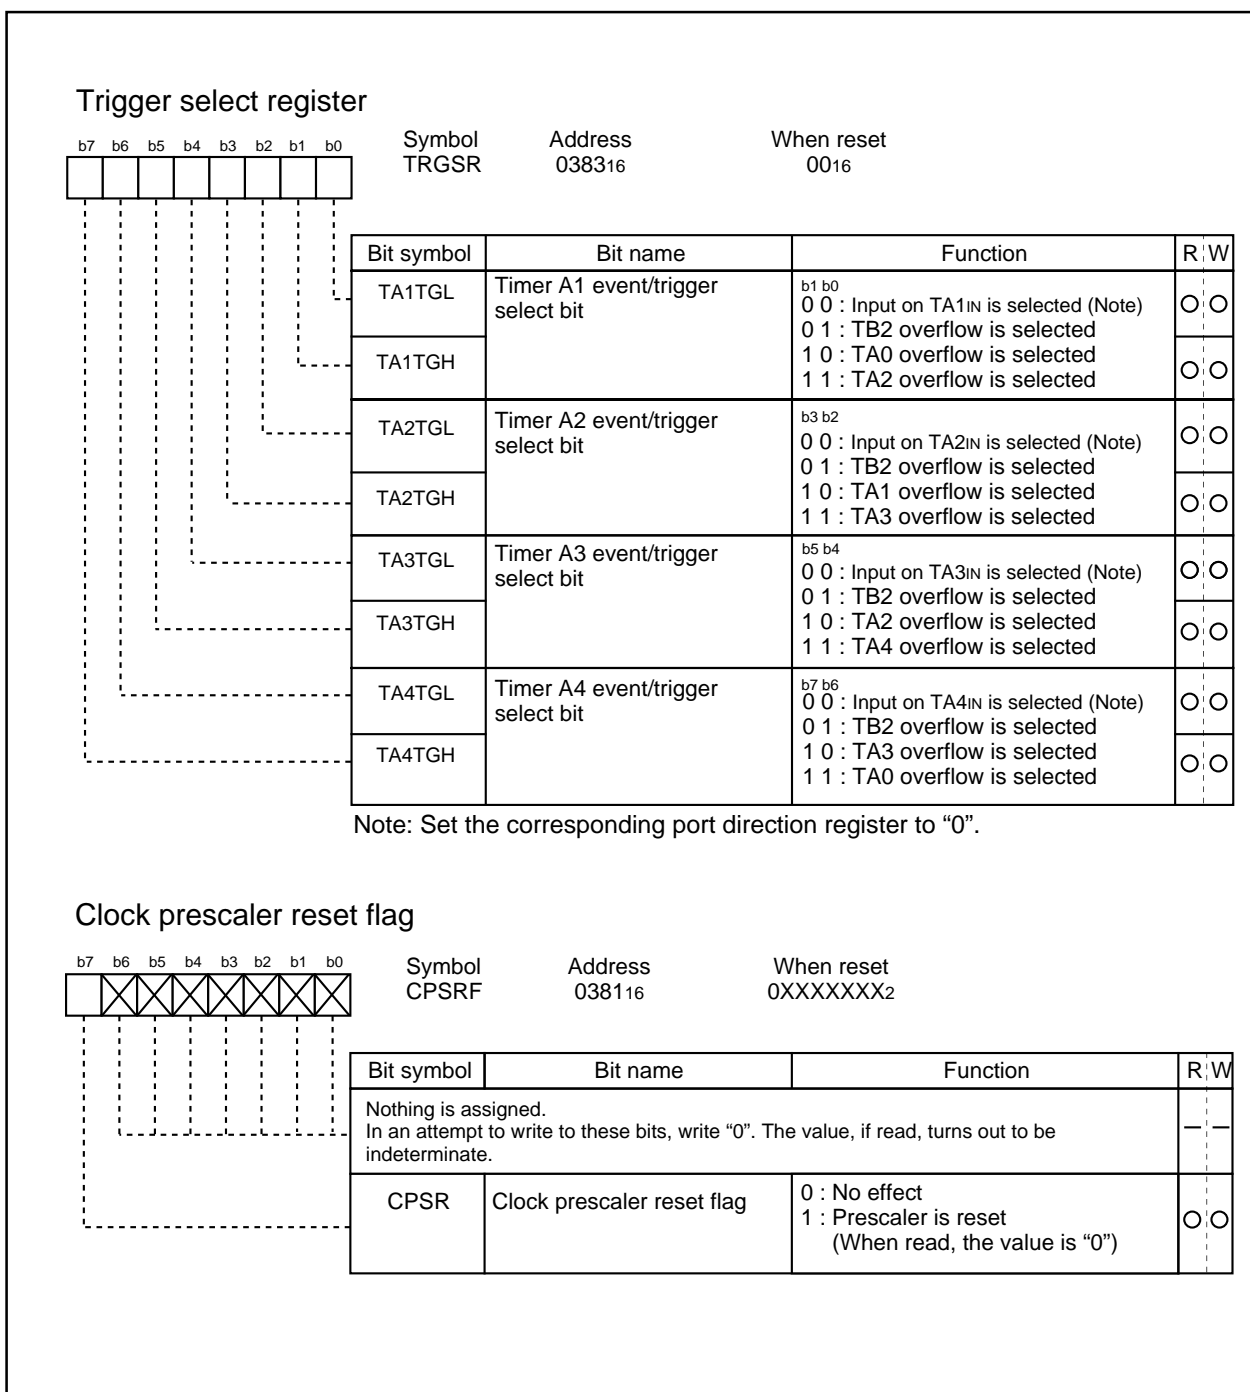 Trigger select register
b7 b6 b5 b4 b3 b2 b1 b0
Symbol Address When reset
TRGSR 038316 0016
Bit symbol Bit name Function R W
TA1TGL Timer A1 event/trigger select bit
b1 b0
0 0 : Input on TA1IN is selected (Note)
0 1 : TB2 overflow is selected
TA1TGH
1 0 : TA0 overflow is selected
1 1 : TA2 overflow is selected
TA2TGL Timer A2 event/trigger select bit
b3 b2
0 0 : Input on TA2IN is selected (Note)
0 1 : TB2 overflow is selected
TA2TGH
1 0 : TA1 overflow is selected
1 1 : TA3 overflow is selected
TA3TGL Timer A3 event/trigger select bit
b5 b4
0 0 : Input on TA3IN is selected (Note)
0 1 : TB2 overflow is selected
TA3TGH
1 0 : TA2 overflow is selected
1 1 : TA4 overflow is selected
TA4TGL Timer A4 event/trigger select bit
b7 b6
0 0 : Input on TA4IN is selected (Note)
0 1 : TB2 overflow is selected
TA4TGH
1 0 : TA3 overflow is selected
1 1 : TA0 overflow is selected
Note: Set the corresponding port direction register to “0”.
Clock prescaler reset flag
b7 b6 b5 b4 b3 b2 b1 b0
Symbol Address When reset
CPSRF 038116 0XXXXXXX2
Bit symbol Bit name Function R W
Nothing is assigned.
In an attempt to write to these bits, write “0”. The value, if read, turns out to be
indeterminate.
CPSR Clock prescaler reset flag
0 : No effect
1 : Prescaler is reset
(When read, the value is “0”)